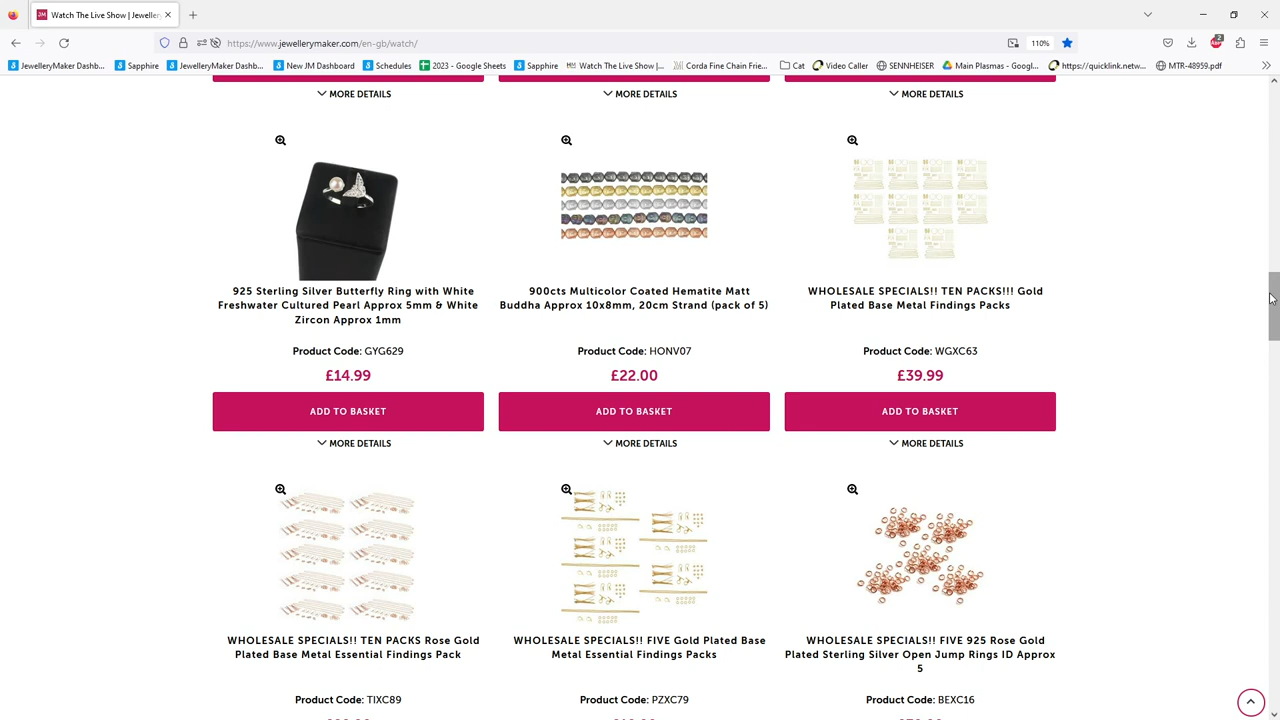 Watch The Live Show | Jeweller
https://www.jewellerymaker.com/en-gb/watch/
110%
2
JewelleryMaker Dashb...
Sapphire
JewelleryMaker Dashb...
New JM Dashboard
Schedules
2023 - Google Sheets
Sapphire
Watch The Live Show |...
Corda Fine Chain Frie...
Cat
Video Caller
SENNHEISER
Main Plasmas - Googl...
https://quicklink.netw...
MTR-48959.pdf
MORE DETAILS
MORE DETAILS
MORE DETAILS
925 Sterling Silver Butterfly Ring with White
Freshwater Cultured Pearl Approx 5mm & White
Zircon Approx 1mm
Product Code: GYG629
£14.99
ADD TO BASKET
MORE DETAILS
900cts Multicolor Coated Hematite Matt
Buddha Approx 10x8mm, 20cm Strand (pack of 5)
Product Code: HONV07
£22.00
ADD TO BASKET
MORE DETAILS
WHOLESALE SPECIALS!! TEN PACKS!!! Gold
Plated Base Metal Findings Packs
Product Code: WGXC63
£39.99
ADD TO BASKET
MORE DETAILS
WHOLESALE SPECIALS!! TEN PACKS Rose Gold
Plated Base Metal Essential Findings Pack
Product Code: TIXC89
WHOLESALE SPECIALS!! FIVE Gold Plated Base
Metal Essential Findings Packs
Product Code: PZXC79
WHOLESALE SPECIALS!! FIVE 925 Rose Gold
Plated Sterling Silver Open Jump Rings ID Approx
5
Product Code: BEXC16